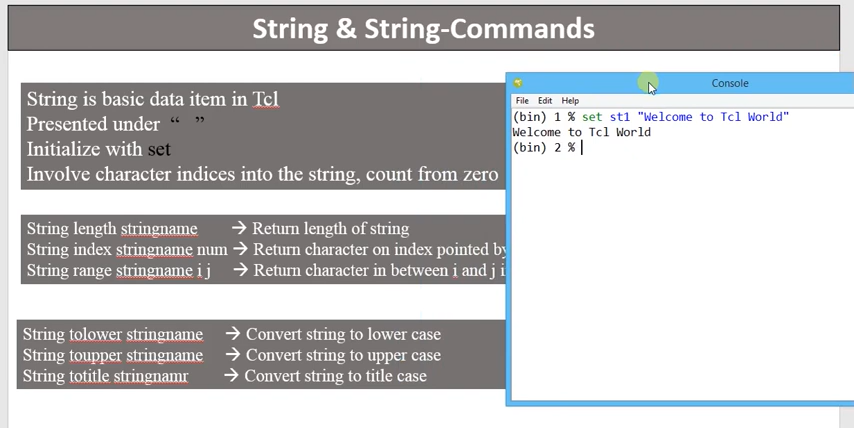 String & String-Commands
String is basic data item in Tcl
Presented under “ ”
Initialize with set
Involve character indices into the string, count from zero
String length stringname → Return length of string
String index stringname num → Return character on index pointed by
String range stringname i j → Return character in between i and j i
String tolower stringname → Convert string to lower case
String toupper stringname → Convert string to upper case
String totitle stringnamr → Convert string to title case
Console
File Edit Help
(bin) 1 % set st1 "Welcome to Tcl World"
Welcome to Tcl World
(bin) 2 %